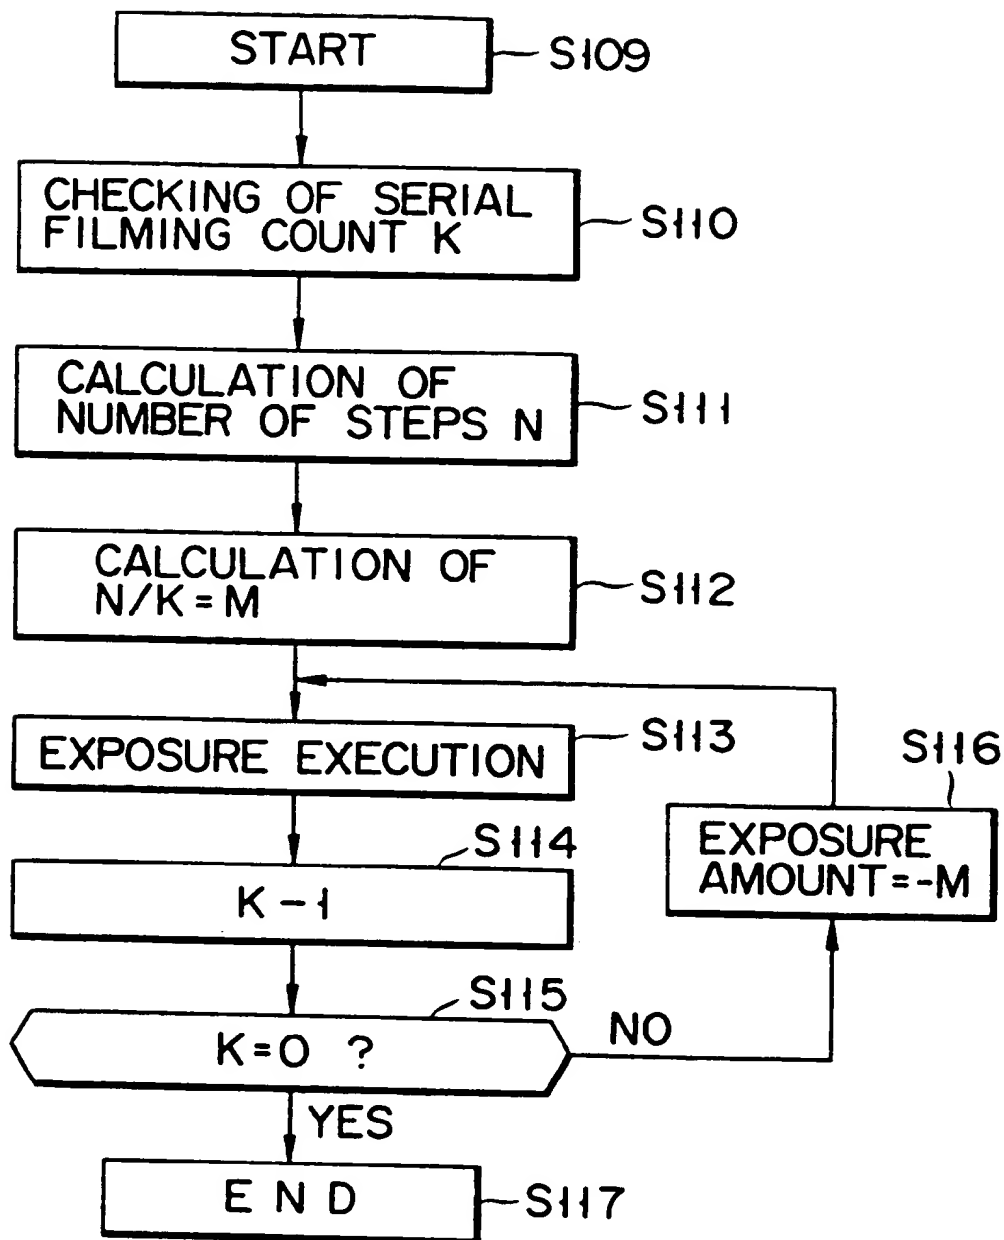 START
S109
CHECKING OF SERIAL
FILMING COUNT K
S110
CALCULATION OF
NUMBER OF STEPS N
S111
CALCULATION OF
N/K=M
S112
EXPOSURE EXECUTION
S113
S116
EXPOSURE
AMOUNT=-M
S114
K-1
S115
K=0 ?
NO
YES
END
S117